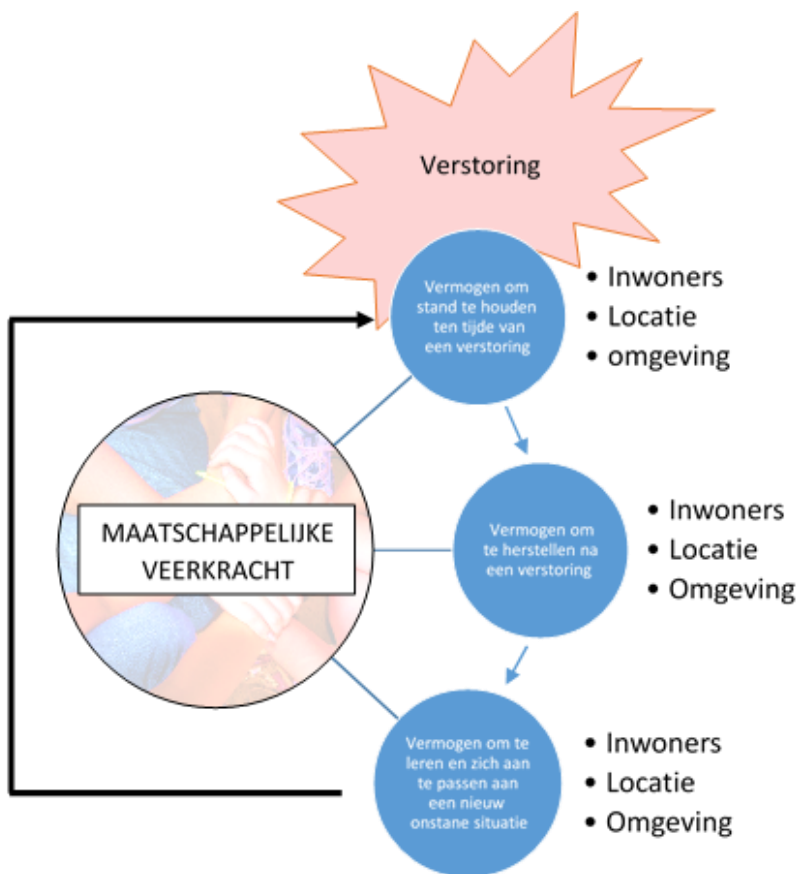 Verstoring
Vermogen om
stand te houden
ten tijde van
een verstoring
• Inwoners
• Locatie
• omgeving
MAATSCHAPPELIJKE
VEERKRACHT
Vermogen om
te herstellen na
een verstoring
• Inwoners
• Locatie
• Omgeving
Vermogen om te
leren en zich aan
te passen aan
een nieuw
onstane situatie
• Inwoners
• Locatie
• Omgeving